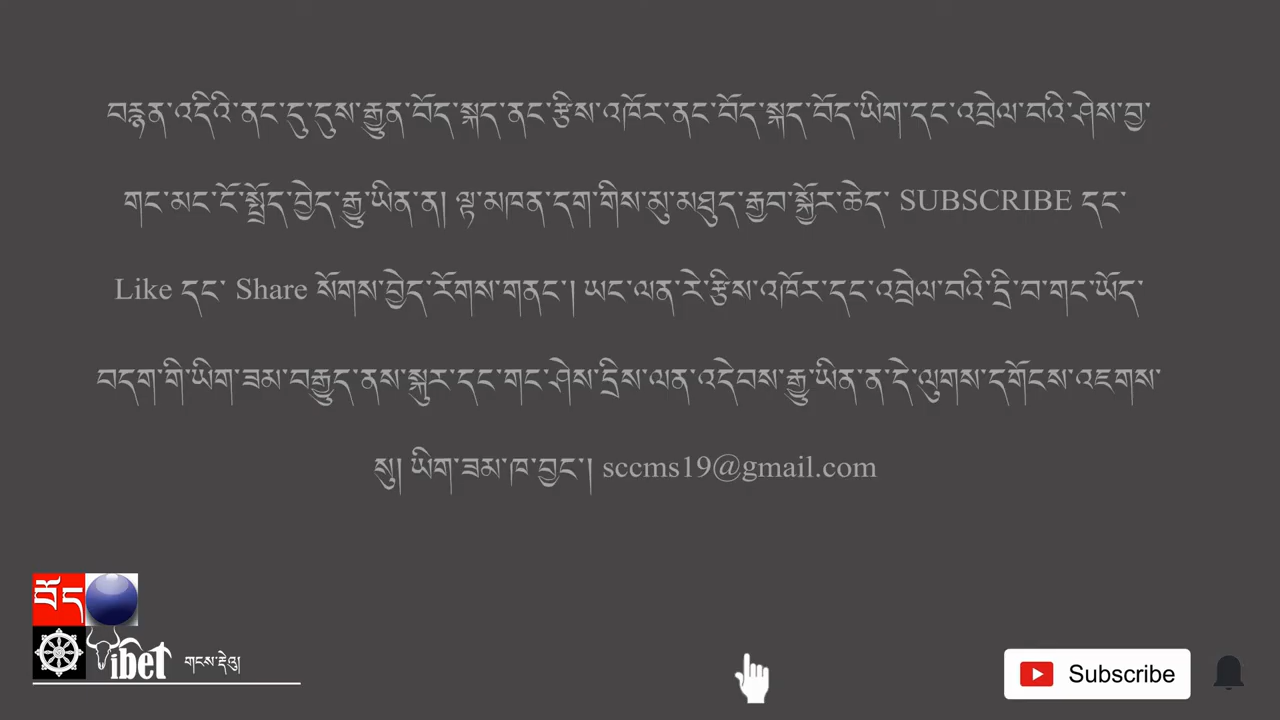 བརྙན་འདིའི་ནང་དུ་དུས་རྒྱུན་བོད་སྐད་ནང་རྩིས་འཁོར་ནང་བོད་སྐད་བོད་ཡིག་དང་འབྲེལ་བའི་ཤེས་བྱ་
གང་མང་ངོ་སྤྲོད་བྱེད་རྒྱུ་ཡིན་ན། ལྟ་མཁན་དག་གིས་མུ་མཐུད་རྒྱབ་སྐྱོར་ཆེད་ SUBSCRIBE དང་
Like དང་ Share སོགས་བྱེད་རོགས་གནང་། ཡང་ལན་རེ་རྩིས་འཁོར་དང་འབྲེལ་བའི་དྲི་བ་གང་ཡོད་
བདག་གི་ཡིག་ཟམ་བརྒྱུད་ནས་སྐུར་དང་གང་ཤེས་དྲིས་ལན་འདེབས་རྒྱུ་ཡིན་ན་དེ་ལུགས་དགོངས་འཇགས་
སུ། ཡིག་ཟམ་ཁ་བྱང་། sccms19@gmail.com
བོད
Tibet གངས་རྡེའུ།
Subscribe